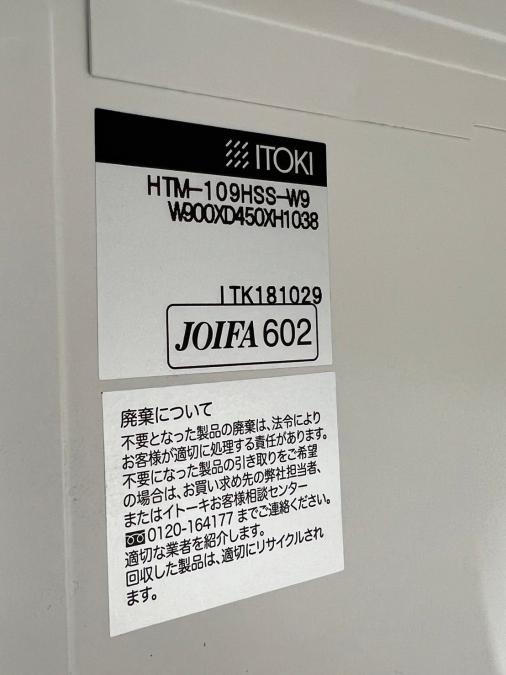 ITOKI
HTM-109HSS-W9
W900XD450XH1038
ITK181029
JOIFA 602
廃棄について
不要となった製品の廃棄は、法令により
お客様が適切に処理する責任があります。
不要になった製品の引き取りをご希望
の場合は、お買い求め先の弊社担当者、
またはイトーキお客様相談センター
0120-164177 までご連絡ください。
適切な業者を紹介します。
回収した製品は、適切にリサイクルされ
ます。